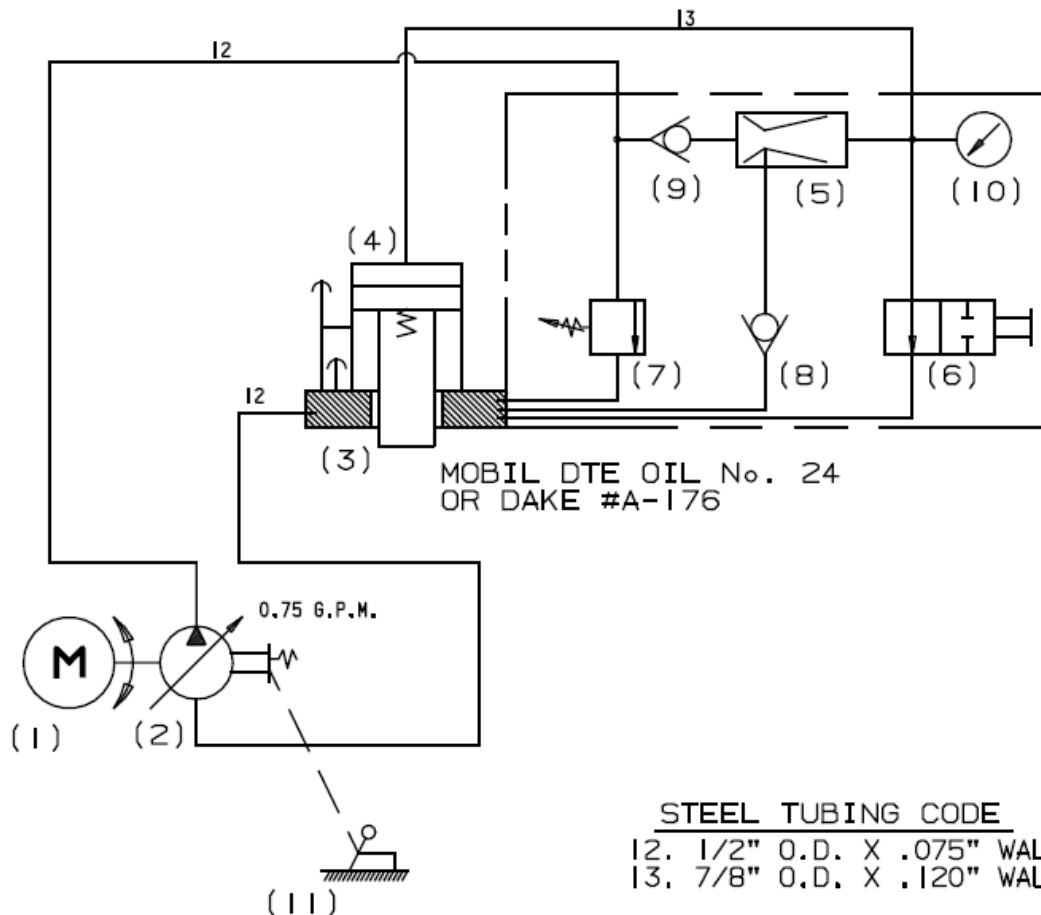 12
13
(9)
(5)
(10)
(4)
(7)
(8)
(6)
12
(3)
MOBIL DTE OIL No. 24
OR DAKE #A-176
0.75 G.P.M.
M
(1)
(2)
STEEL TUBING CODE
12. 1/2" O.D. X .075" WAL
13. 7/8" O.D. X .120" WAL
(11)